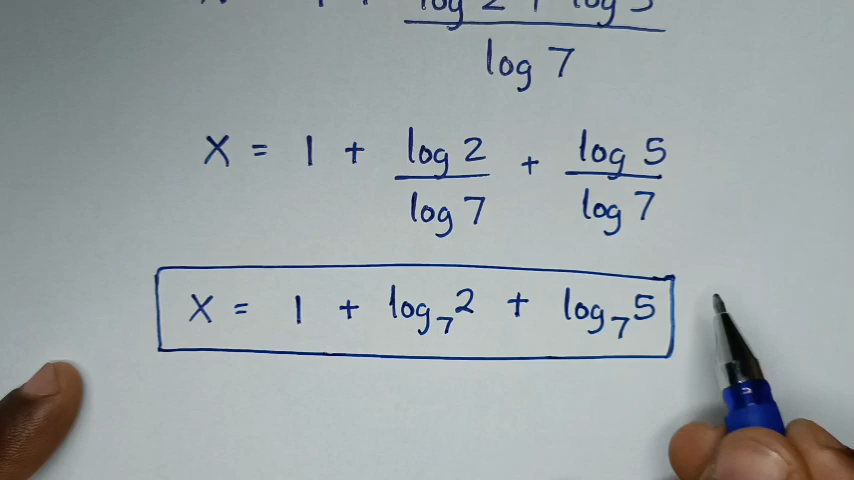 log 7
x = 1 + log 2 / log 7 + log 5 / log 7
x = 1 + log₇2 + log₇5